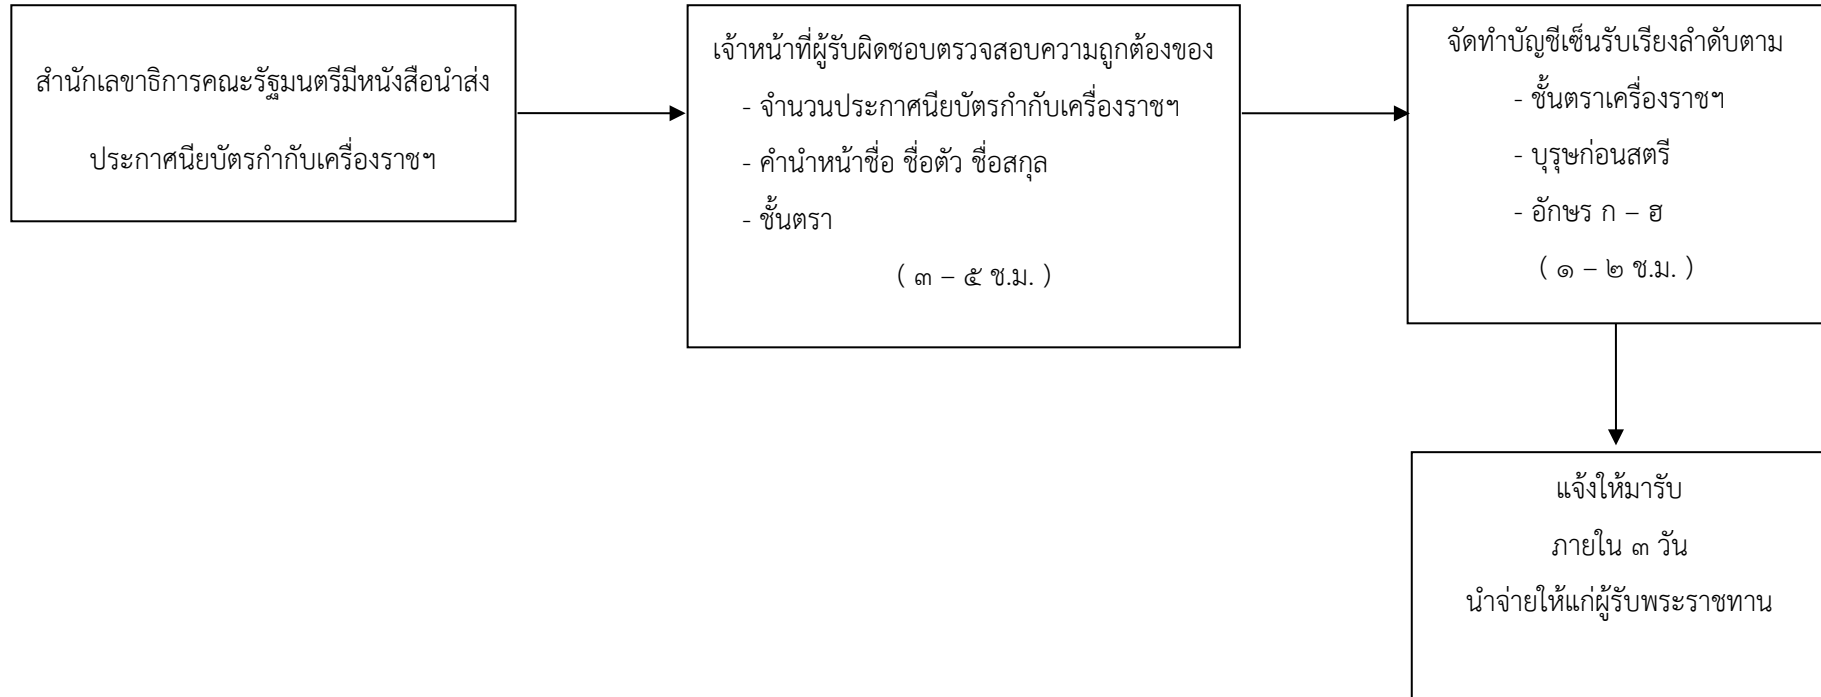 สำนักเลขาธิการคณะรัฐมนตรีมีหนังสือนำส่ง
ประกาศนียบัตรกำกับเครื่องราชฯ
เจ้าหน้าที่ผู้รับผิดชอบตรวจสอบความถูกต้องของ
- จำนวนประกาศนียบัตรกำกับเครื่องราชฯ
- คำนำหน้าชื่อ ชื่อตัว ชื่อสกุล
- ชั้นตรา
( ๓ – ๕ ช.ม. )
จัดทำบัญชีเซ็นรับเรียงลำดับตาม
- ชั้นตราเครื่องราชฯ
- บุรุษก่อนสตรี
- อักษร ก – ฮ
( ๑ – ๒ ช.ม. )
แจ้งให้มารับ
ภายใน ๓ วัน
นำจ่ายให้แก่ผู้รับพระราชทาน